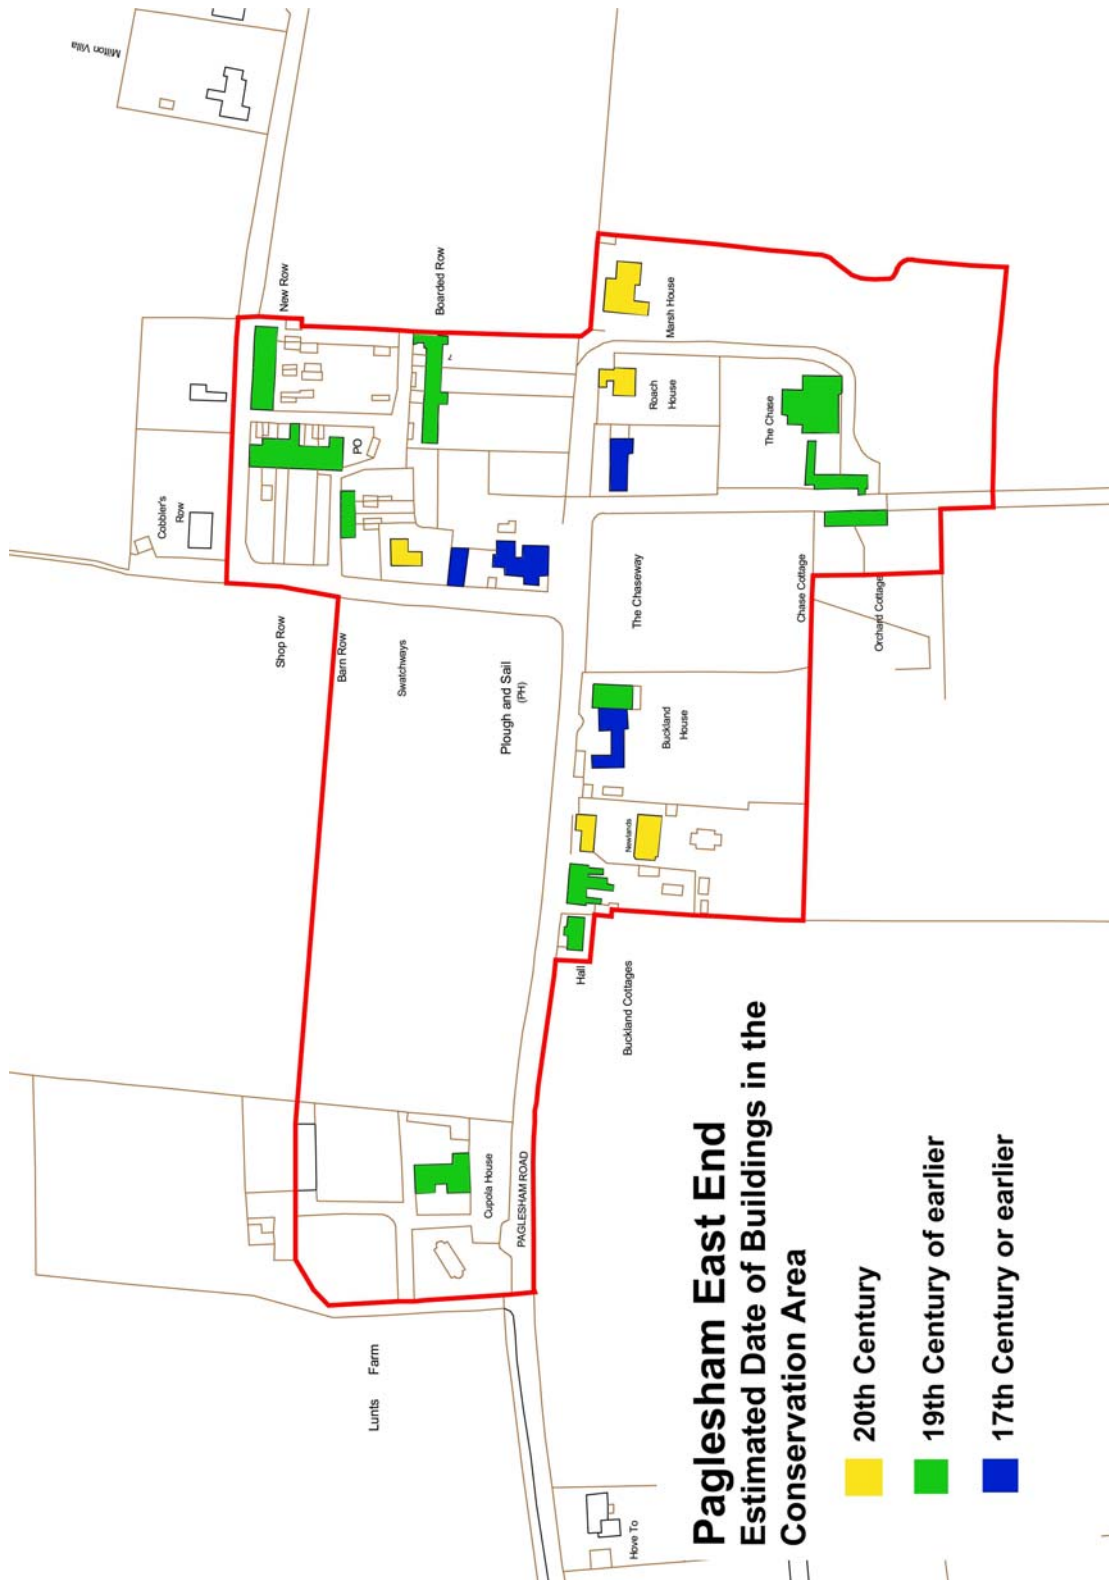 Milton Villa
New Row
Boarded Row
Cobbler's
Row
PO
7
Marsh House
Roach
House
The Chase
Shop Row
Barn Row
Swatchways
Plough and Sail
(PH)
The Chaseway
Chase Cottage
Orchard Cottage
Buckland
House
Newlands
Hall
Buckland Cottages
Cupola House
PAGLESHAM ROAD
Lunts Farm
Hove To
Paglesham East End
Estimated Date of Buildings in the
Conservation Area
20th Century
19th Century of earlier
17th Century or earlier